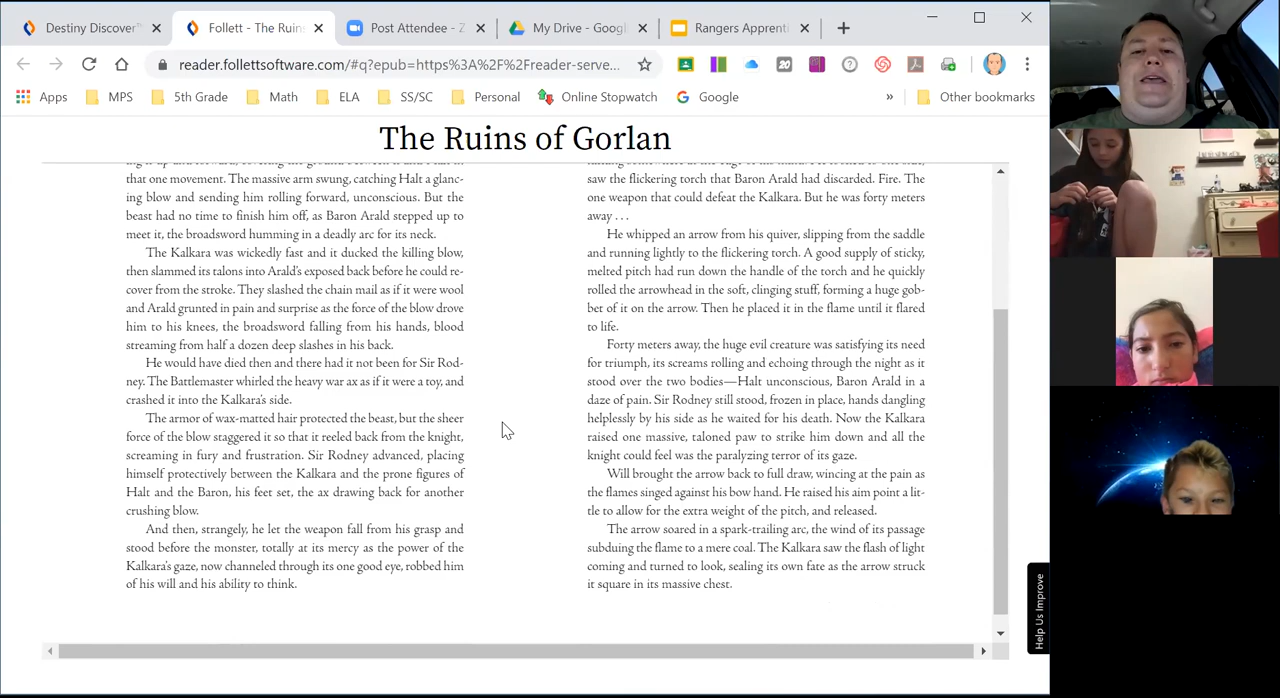 Destiny Discover
Follett - The Ruin
Post Attendee - Z
My Drive - Googl
Rangers Apprenti
reader.follettsoftware.com/#q?epub=https%3A%2F%2Freader-serve...
20
Apps
MPS
5th Grade
Math
ELA
SS/SC
Personal
Online Stopwatch
Google
»
Other bookmarks
The Ruins of Gorlan
that one movement. The massive arm swung, catching Halt a glanc-
ing blow and sending him rolling forward, unconscious. But the
beast had no time to finish him off, as Baron Arald stepped up to
meet it, the broadsword humming in a deadly arc for its neck.
The Kalkara was wickedly fast and it ducked the killing blow,
then slammed its talons into Arald's exposed back before he could re-
cover from the stroke. They slashed the chain mail as if it were wool
and Arald grunted in pain and surprise as the force of the blow drove
him to his knees, the broadsword falling from his hands, blood
streaming from half a dozen deep slashes in his back.
He would have died then and there had it not been for Sir Rod-
ney. The Battlemaster whirled the heavy war ax as if it were a toy, and
crashed it into the Kalkara's side.
The armor of wax-matted hair protected the beast, but the sheer
force of the blow staggered it so that it reeled back from the knight,
screaming in fury and frustration. Sir Rodney advanced, placing
himself protectively between the Kalkara and the prone figures of
Halt and the Baron, his feet set, the ax drawing back for another
crushing blow.
And then, strangely, he let the weapon fall from his grasp and
stood before the monster, totally at its mercy as the power of the
Kalkara's gaze, now channeled through its one good eye, robbed him
of his will and his ability to think.
saw the flickering torch that Baron Arald had discarded. Fire. The
one weapon that could defeat the Kalkara. But he was forty meters
away . . .
He whipped an arrow from his quiver, slipping from the saddle
and running lightly to the flickering torch. A good supply of sticky,
melted pitch had run down the handle of the torch and he quickly
rolled the arrowhead in the soft, clinging stuff, forming a huge gob-
bet of it on the arrow. Then he placed it in the flame until it flared
to life.
Forty meters away, the huge evil creature was satisfying its need
for triumph, its screams rolling and echoing through the night as it
stood over the two bodies—Halt unconscious, Baron Arald in a
daze of pain. Sir Rodney still stood, frozen in place, hands dangling
helplessly by his side as he waited for his death. Now the Kalkara
raised one massive, taloned paw to strike him down and all the
knight could feel was the paralyzing terror of its gaze.
Will brought the arrow back to full draw, wincing at the pain as
the flames singed against his bow hand. He raised his aim point a lit-
tle to allow for the extra weight of the pitch, and released.
The arrow soared in a spark-trailing arc, the wind of its passage
subduing the flame to a mere coal. The Kalkara saw the flash of light
coming and turned to look, sealing its own fate as the arrow struck
it square in its massive chest.
Help Us Improve